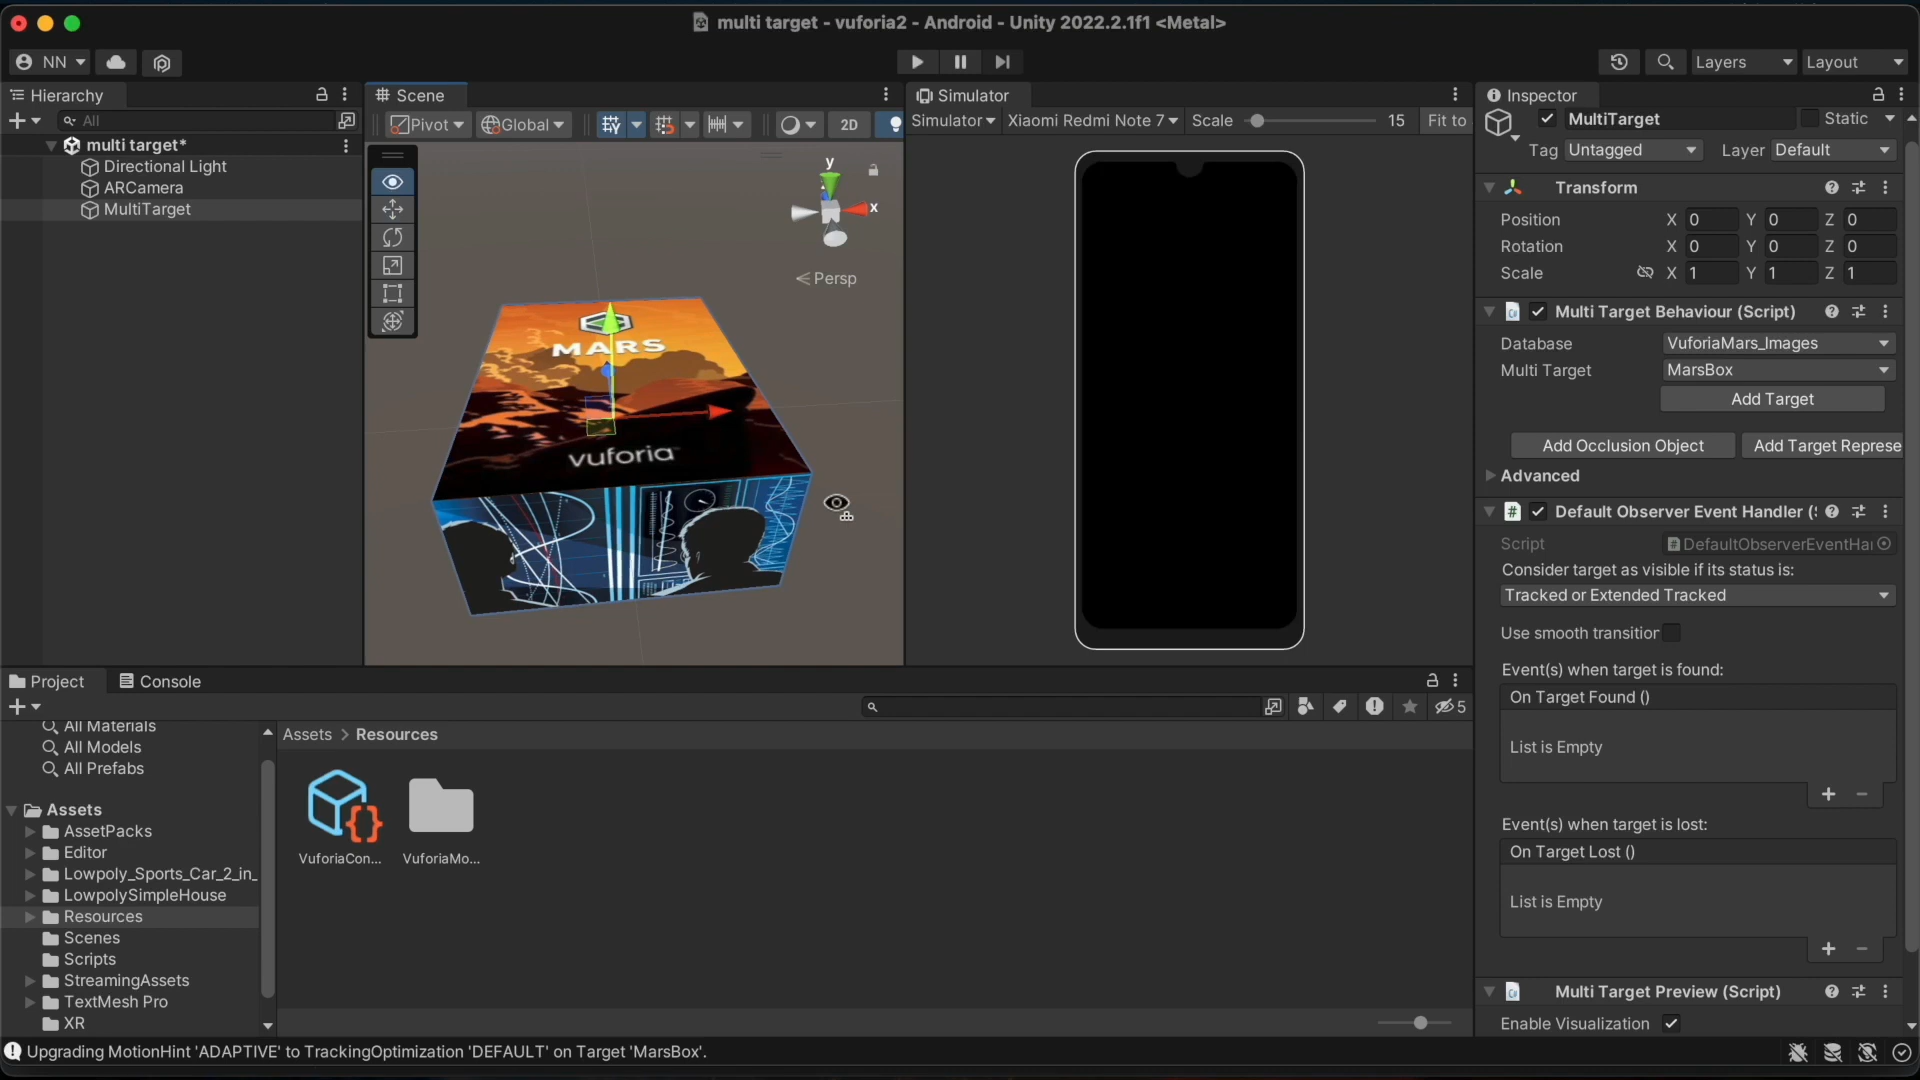 multi target - vuforia2 - Android - Unity 2022.2.1f1 <Metal>
NN
Layers
Layout
Hierarchy
All
multi target*
Directional Light
ARCamera
MultiTarget
Scene
Pivot
Global
2D
y
x
Persp
MARS
vuforia
Simulator
Simulator
Xiaomi Redmi Note 7
Scale
15
Fit to
Inspector
MultiTarget
Static
Tag
Untagged
Layer
Default
Transform
Position X 0 Y 0 Z 0
Rotation X 0 Y 0 Z 0
Scale X 1 Y 1 Z 1
Multi Target Behaviour (Script)
Database VuforiaMars_Images
Multi Target MarsBox
Add Target
Add Occlusion Object
Add Target Represe
Advanced
Default Observer Event Handler (
Script DefaultObserverEventHa
Consider target as visible if its status is:
Tracked or Extended Tracked
Use smooth transition
Event(s) when target is found:
On Target Found ()
List is Empty
+ -
Event(s) when target is lost:
On Target Lost ()
List is Empty
+ -
Multi Target Preview (Script)
Enable Visualization
Project
Console
5
All Materials
All Models
All Prefabs
Assets
AssetPacks
Editor
Lowpoly_Sports_Car_2_in_
LowpolySimpleHouse
Resources
Scenes
Scripts
StreamingAssets
TextMesh Pro
XR
Assets > Resources
VuforiaCon...
VuforiaMo...
Upgrading MotionHint 'ADAPTIVE' to TrackingOptimization 'DEFAULT' on Target 'MarsBox'.